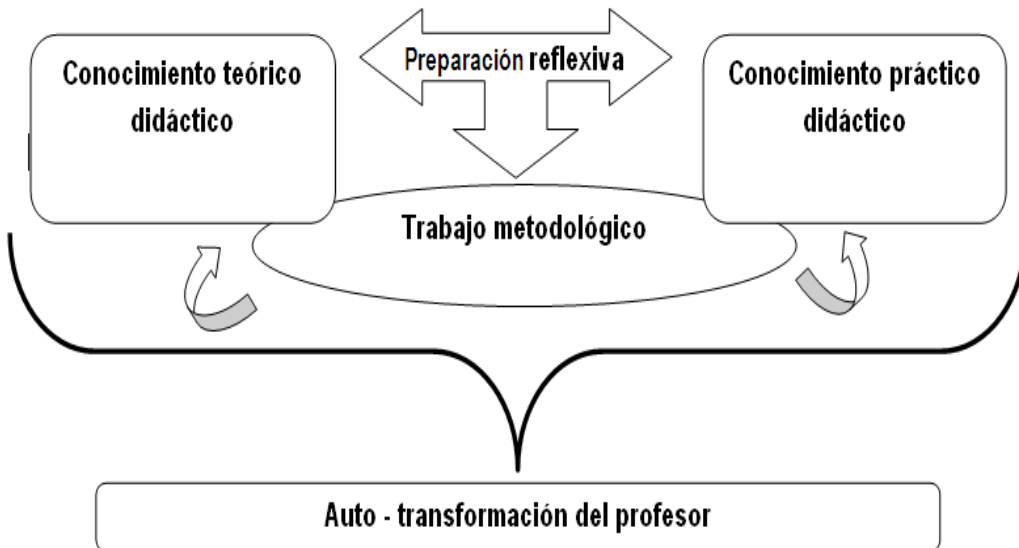 Conocimiento teórico
didáctico
Preparación reflexiva
Conocimiento práctico
didáctico
Trabajo metodológico
Auto - transformación del profesor